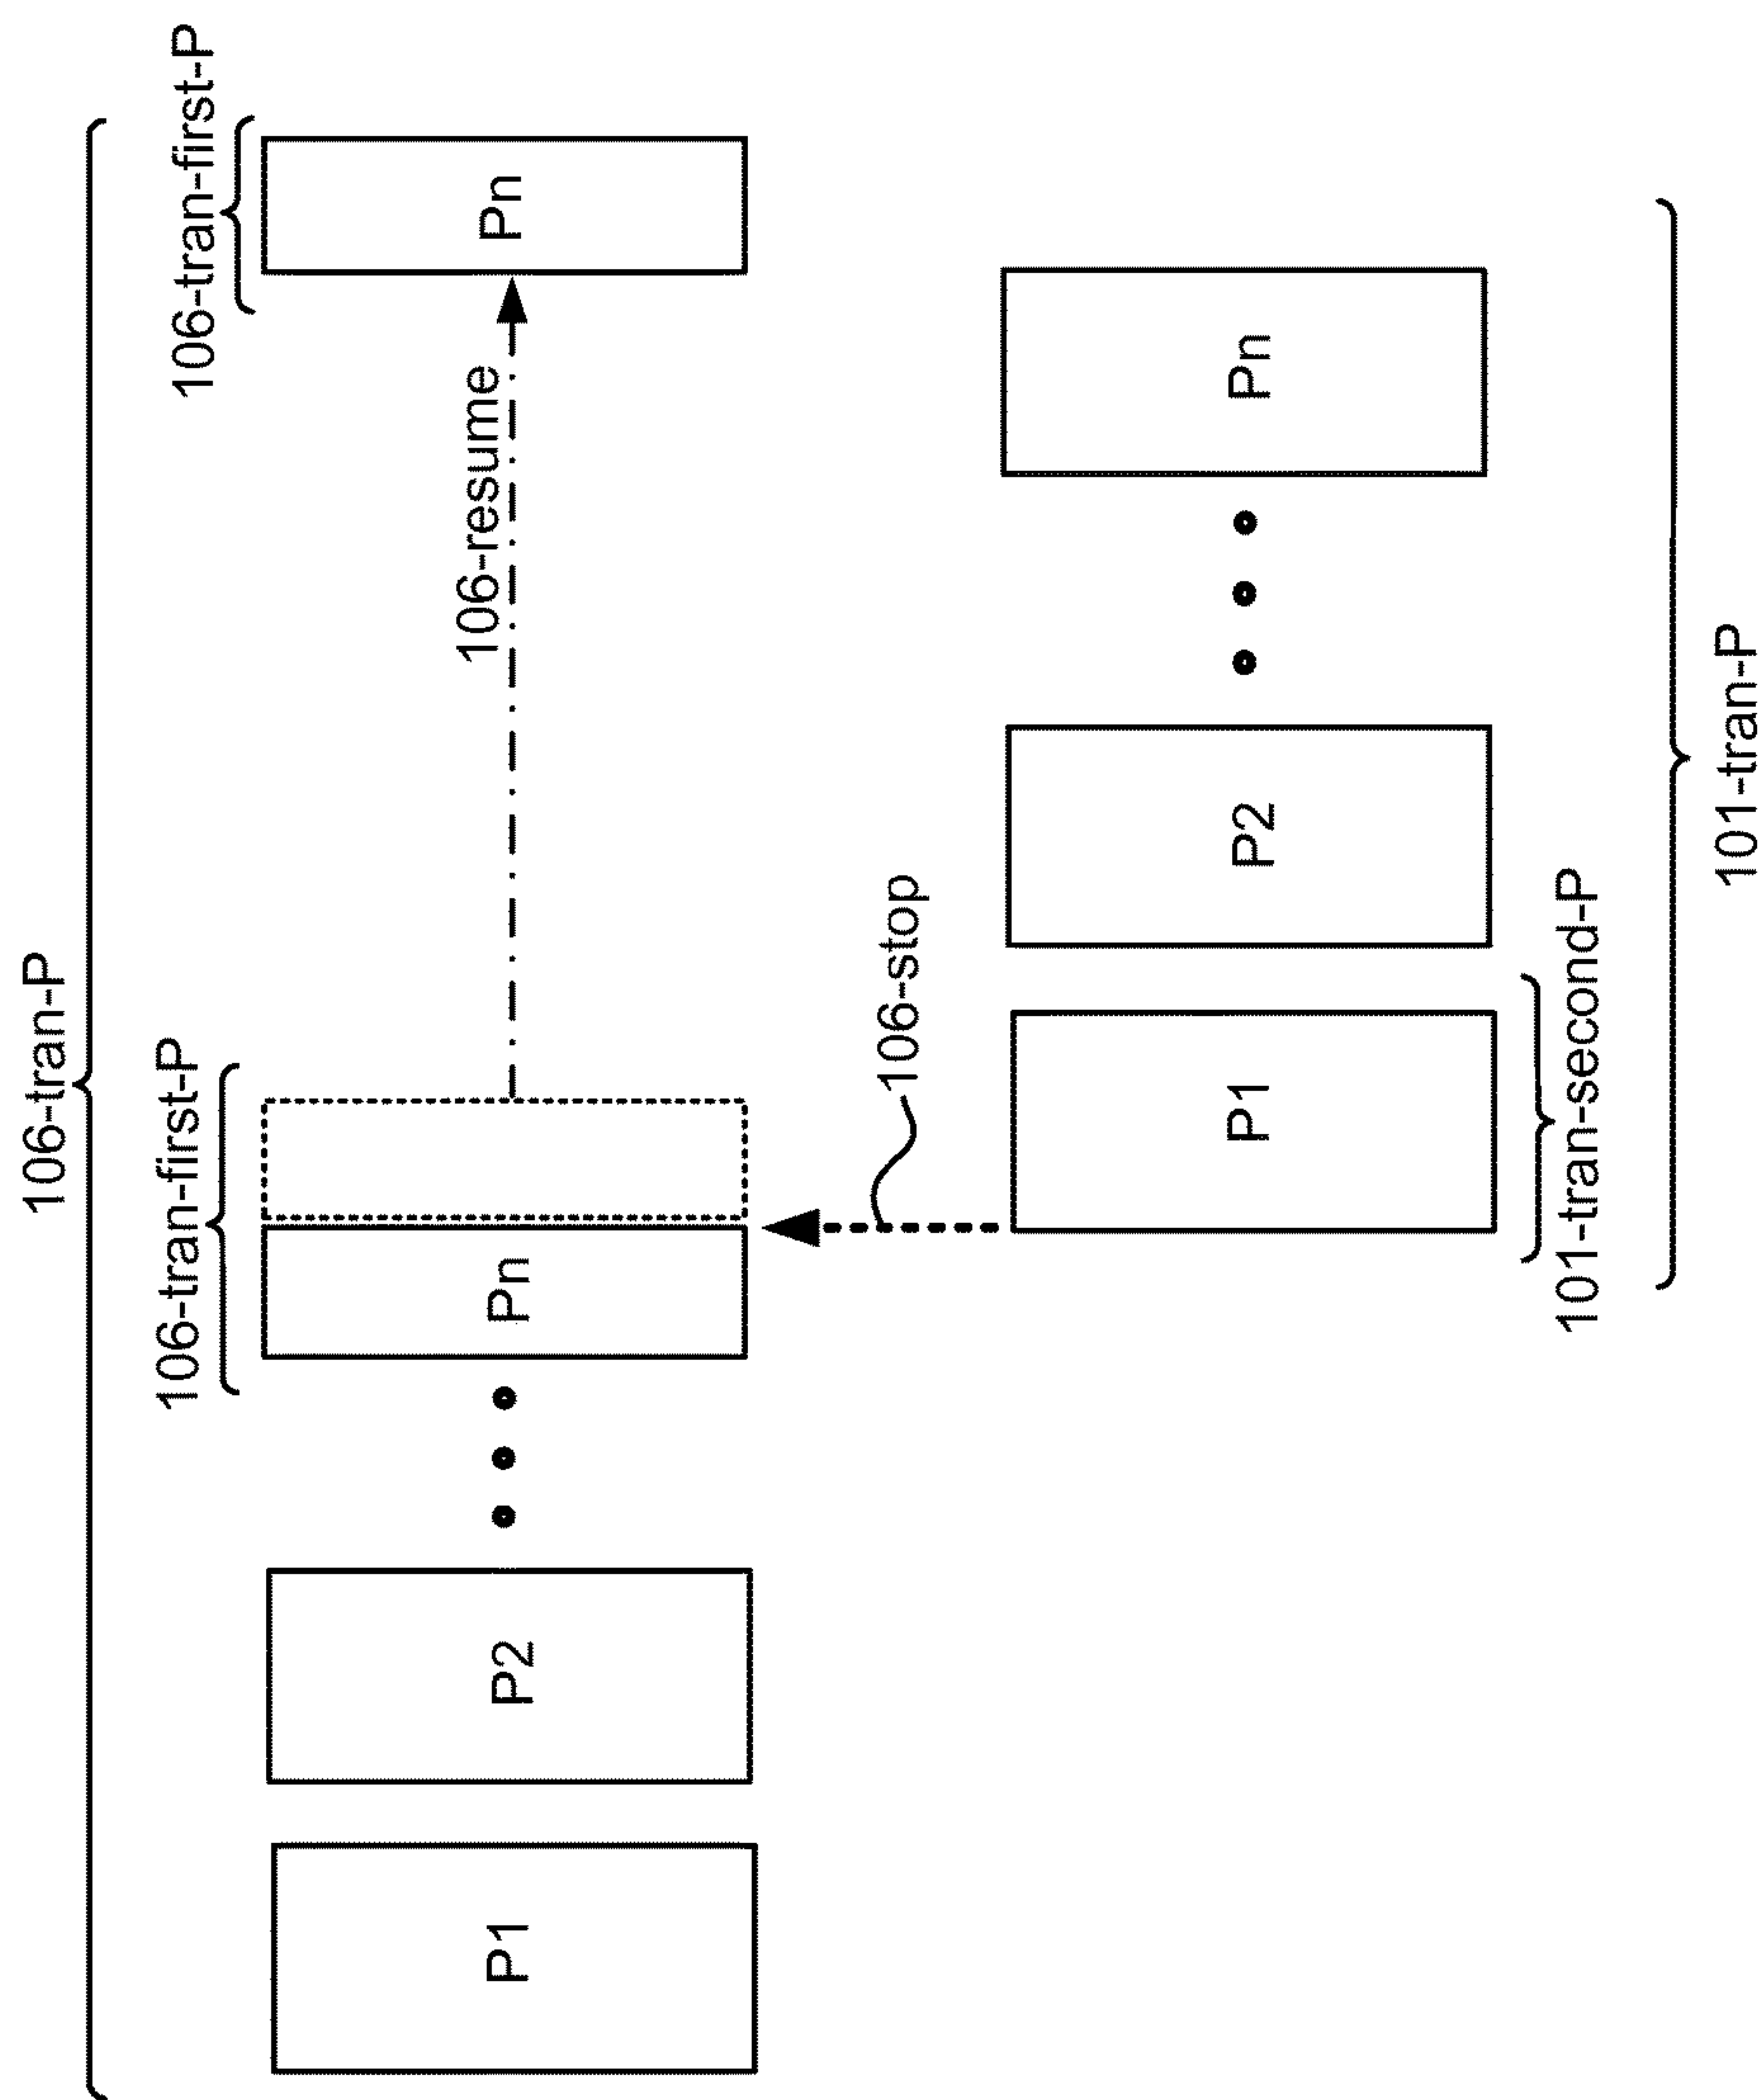 106-tran-P
106-tran-first-P
106-tran-first-P
106-resume
P1
P2
Pn
Pn
106-stop
P1
P2
Pn
101-tran-second-P
101-tran-P